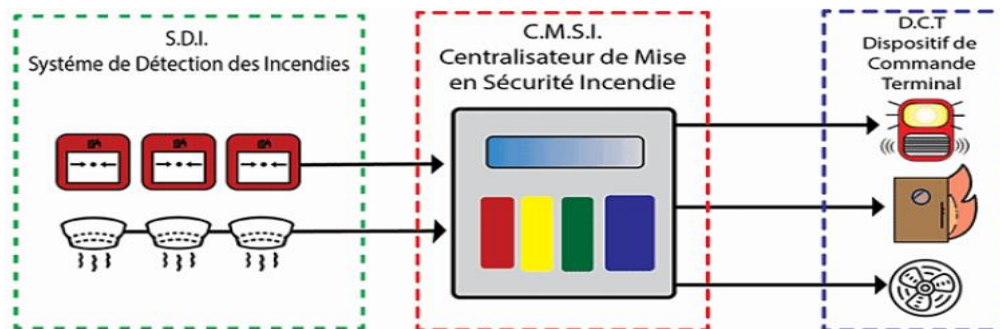 S.D.I.
Systéme de Détection des Incendies
C.M.S.I.
Centralisateur de Mise
en Sécurité Incendie
D.C.T
Dispositif de
Commande
Terminal